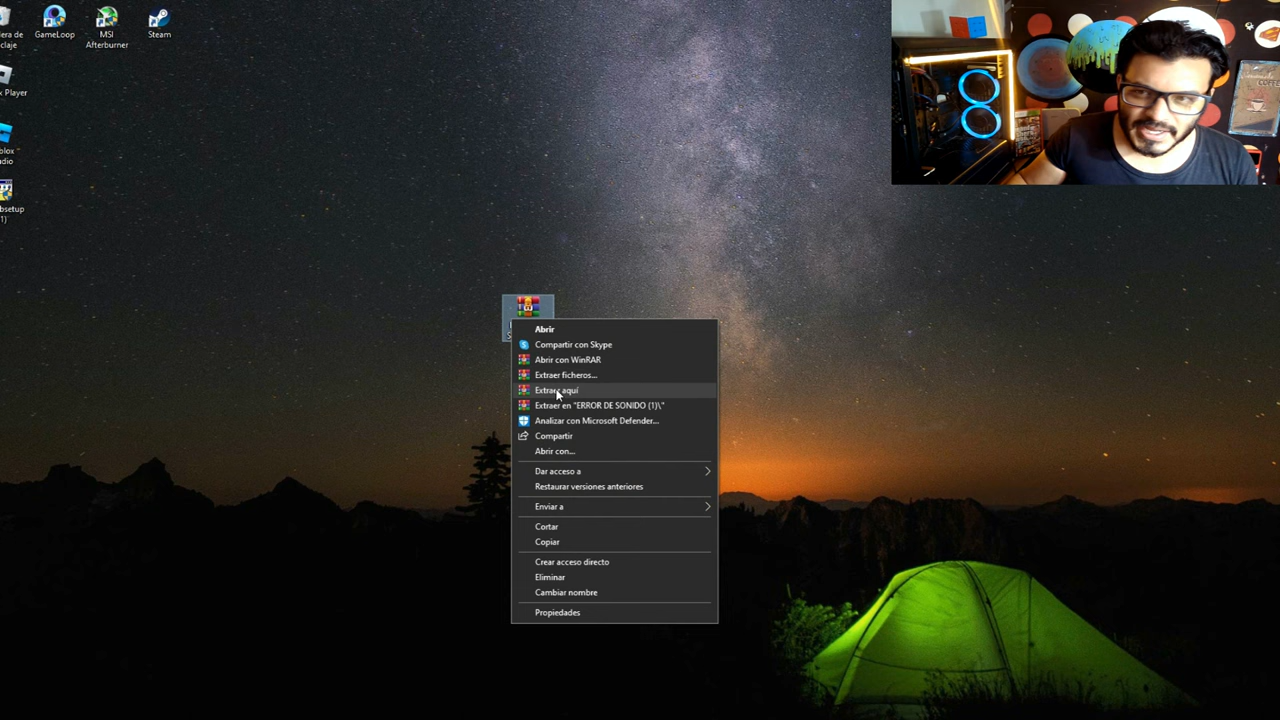 GameLoop
MSI
Afterburner
Steam
Player
Abrir
Compartir con Skype
Abrir con WinRAR
Extraer ficheros...
Extraer aquí
Extraer en "ERROR DE SONIDO (1)\"
Analizar con Microsoft Defender...
Compartir
Abrir con...
Dar acceso a
Restaurar versiones anteriores
Enviar a
Cortar
Copiar
Crear acceso directo
Eliminar
Cambiar nombre
Propiedades